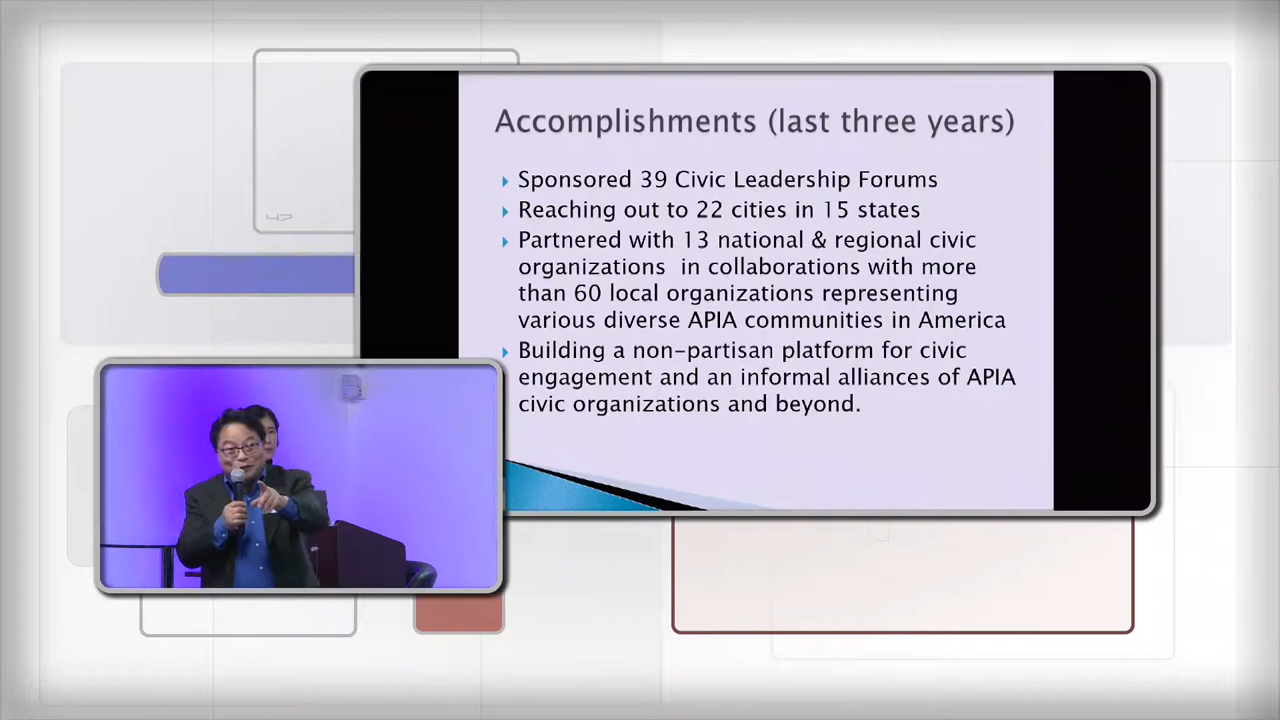 Accomplishments (last three years)
Sponsored 39 Civic Leadership Forums
Reaching out to 22 cities in 15 states
Partnered with 13 national & regional civic
organizations in collaborations with more
than 60 local organizations representing
various diverse APIA communities in America
Building a non-partisan platform for civic
engagement and an informal alliances of APIA
civic organizations and beyond.
47